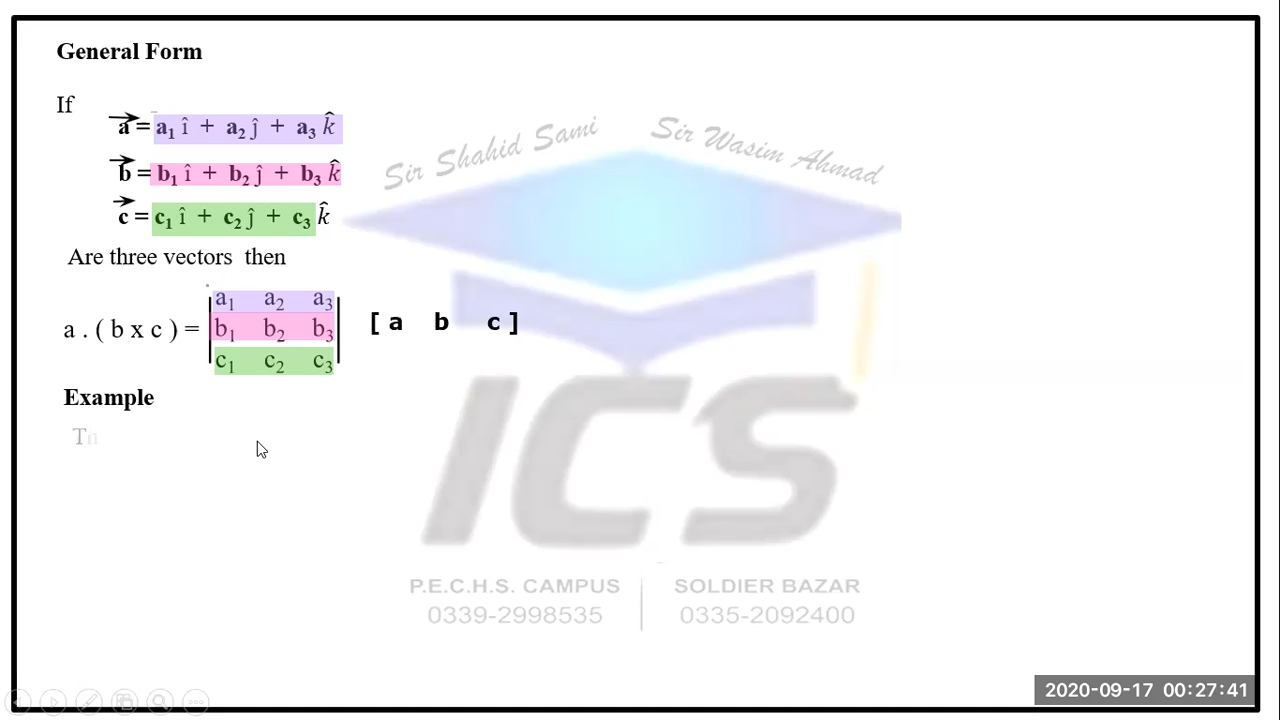 General Form
If
a = a₁ î + a₂ ĵ + a₃ k̂
b = b₁ î + b₂ ĵ + b₃ k̂
c = c₁ î + c₂ ĵ + c₃ k̂
Are three vectors then
a . ( b x c ) = | a₁ a₂ a₃ |
| b₁ b₂ b₃ | [ a b c ]
| c₁ c₂ c₃ |
Example
Sir Shahid Sami
Sir Wasim Ahmad
ICS
P.E.C.H.S. CAMPUS
0339-2998535
SOLDIER BAZAR
0335-2092400
2020-09-17 00:27:41